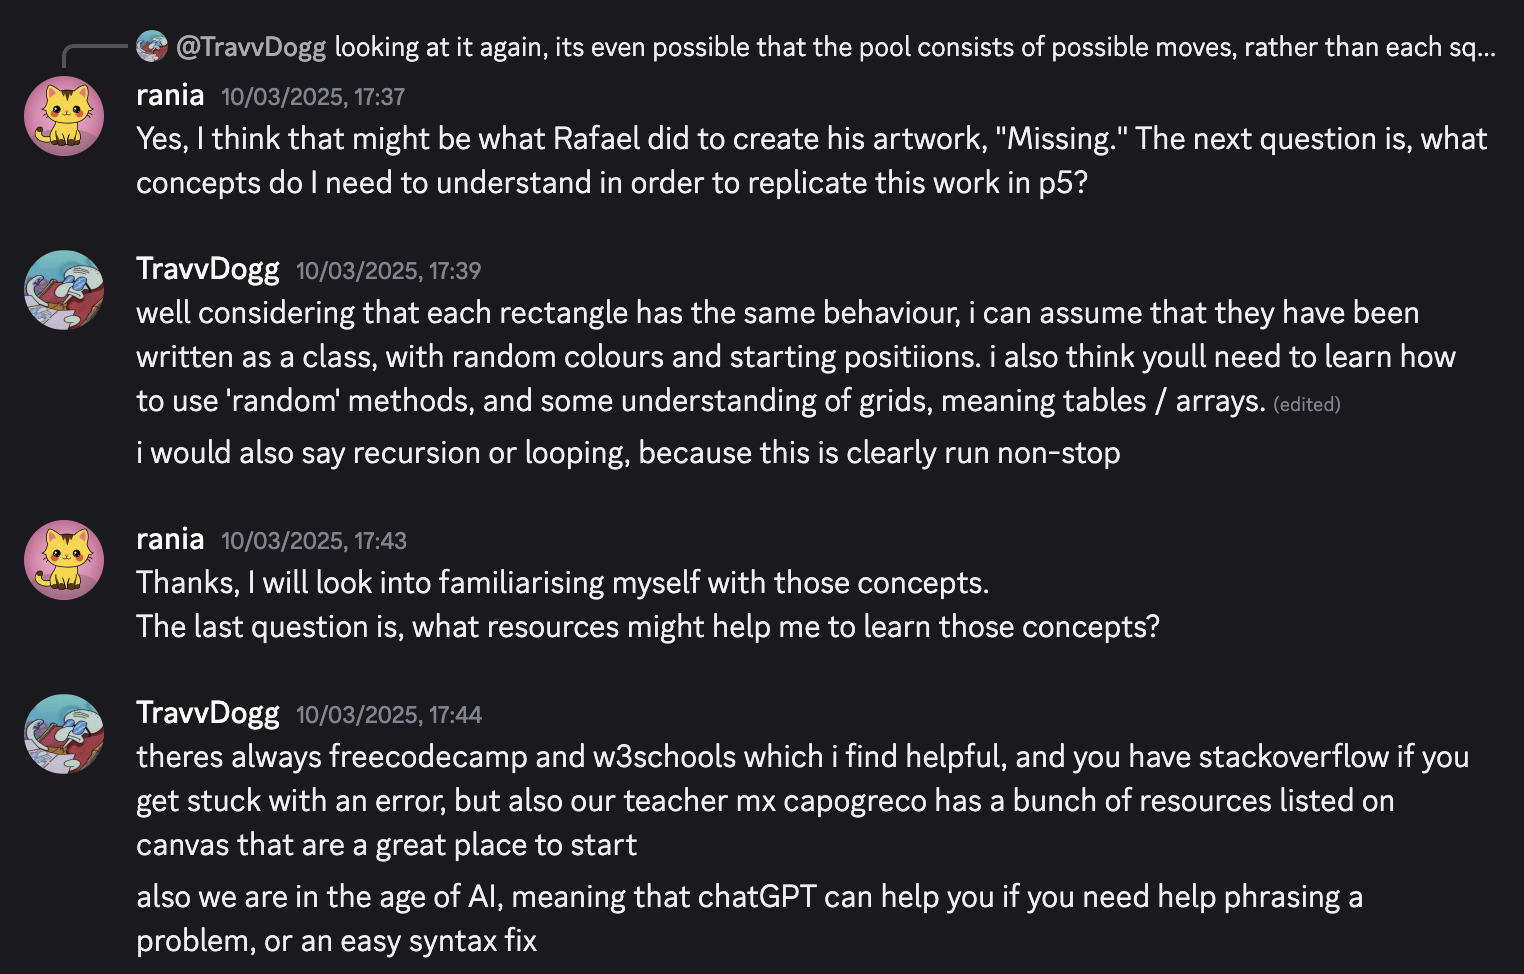 @TravvDogg looking at it again, its even possible that the pool consists of possible moves, rather than each sq...
rania 10/03/2025, 17:37
Yes, I think that might be what Rafael did to create his artwork, "Missing." The next question is, what
concepts do I need to understand in order to replicate this work in p5?
TravvDogg 10/03/2025, 17:39
well considering that each rectangle has the same behaviour, i can assume that they have been
written as a class, with random colours and starting positiions. i also think youll need to learn how
to use 'random' methods, and some understanding of grids, meaning tables / arrays. (edited)
i would also say recursion or looping, because this is clearly run non-stop
rania 10/03/2025, 17:43
Thanks, I will look into familiarising myself with those concepts.
The last question is, what resources might help me to learn those concepts?
TravvDogg 10/03/2025, 17:44
theres always freecodecamp and w3schools which i find helpful, and you have stackoverflow if you
get stuck with an error, but also our teacher mx capogreco has a bunch of resources listed on
canvas that are a great place to start
also we are in the age of AI, meaning that chatGPT can help you if you need help phrasing a
problem, or an easy syntax fix